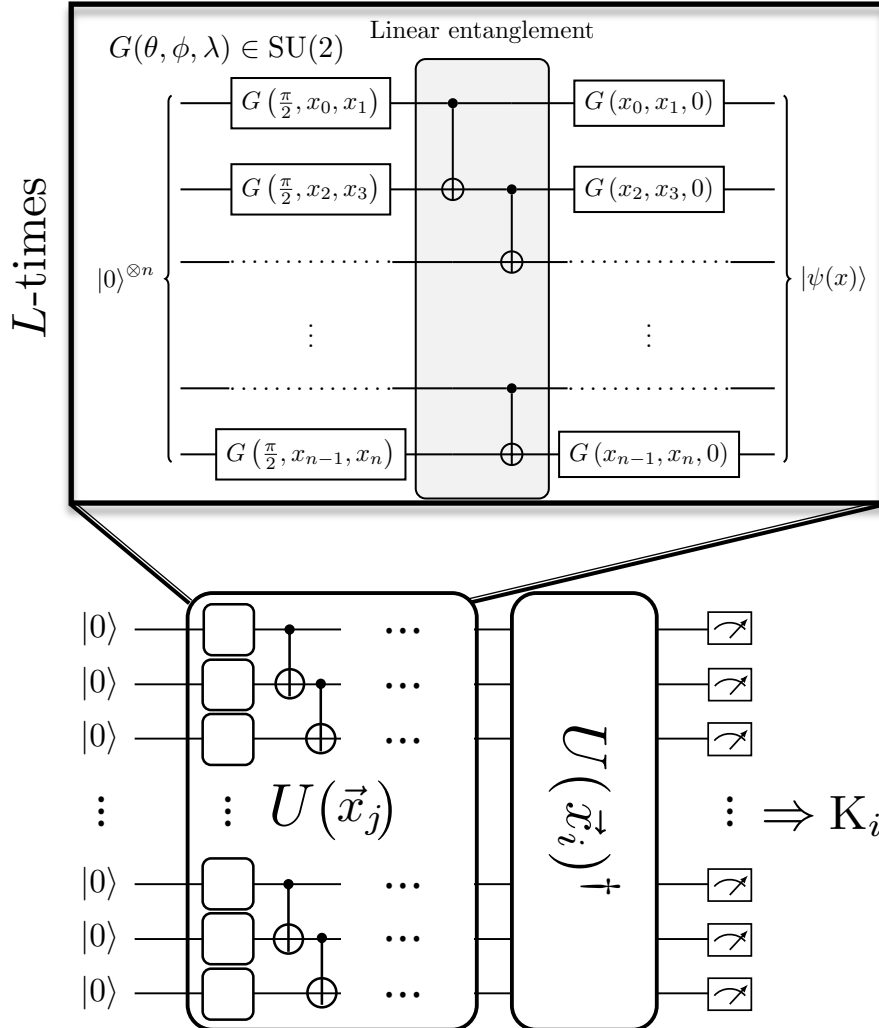 Linear entanglement
G(θ, ϕ, λ) ∈ SU(2)
G(π/2, x₀, x₁) G(x₀, x₁, 0)
G(π/2, x₂, x₃) G(x₂, x₃, 0)
L-times
|0⟩^⊗n |ψ(x)⟩
⋮ ⋮
G(π/2, xₙ₋₁, xₙ) G(xₙ₋₁, xₙ, 0)
|0⟩ ···
|0⟩ ···
|0⟩ ···
⋮ ⋮ U(x⃗ⱼ) U(x⃗ᵢ)† ⋮ ⇒ Kᵢ
|0⟩ ···
|0⟩ ···
|0⟩ ···